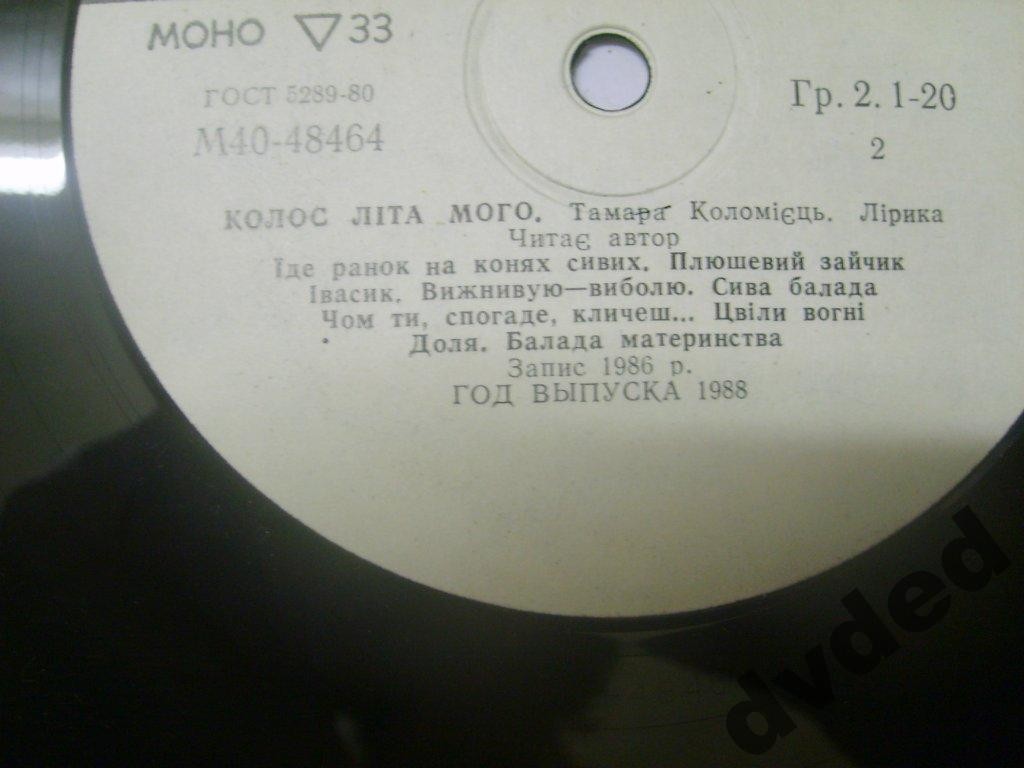 МОНО ▽ 33
ГОСТ 5289-80
М40-48464
Гр. 2. 1-20
2
КОЛОС ЛІТА МОГО. Тамара Коломієць. Лірика
Читає автор
Їде ранок на конях сивих. Плюшевий зайчик
Івасик. Вижнивую—виболю. Сива балада
Чом ти, спогаде, кличеш... Цвіли вогні
Доля. Балада материнства
Запис 1986 р.
ГОД ВЫПУСКА 1988
dvded